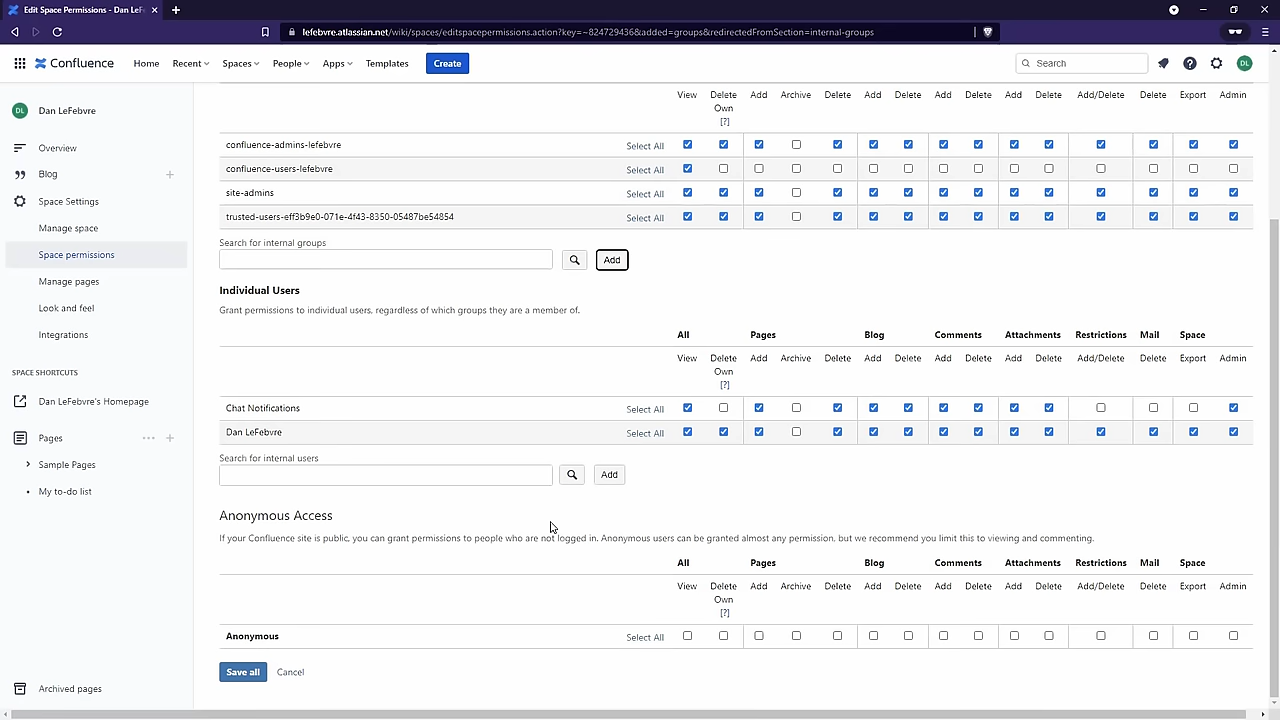 Edit Space Permissions - Dan LeF
lefebvre.atlassian.net/wiki/spaces/editspacepermissions.action?key=~824729436&added=groups&redirectedFromSection=internal-groups
Confluence Home Recent Spaces People Apps Templates Create Search DL
DL Dan LeFebvre
Overview
Blog
Space Settings
Manage space
Space permissions
Manage pages
Look and feel
Integrations
SPACE SHORTCUTS
Dan LeFebvre's Homepage
Pages
Sample Pages
My to-do list
Archived pages
View Delete Own [?] Add Archive Delete Add Delete Add Delete Add Delete Add/Delete Delete Export Admin
confluence-admins-lefebvre Select All
confluence-users-lefebvre Select All
site-admins Select All
trusted-users-eff3b9e0-071e-4f43-8350-05487be54854 Select All
Search for internal groups
Add
Individual Users
Grant permissions to individual users, regardless of which groups they are a member of.
All Pages Blog Comments Attachments Restrictions Mail Space
View Delete Own [?] Add Archive Delete Add Delete Add Delete Add Delete Add/Delete Delete Export Admin
Chat Notifications Select All
Dan LeFebvre Select All
Search for internal users
Add
Anonymous Access
If your Confluence site is public, you can grant permissions to people who are not logged in. Anonymous users can be granted almost any permission, but we recommend you limit this to viewing and commenting.
All Pages Blog Comments Attachments Restrictions Mail Space
View Delete Own [?] Add Archive Delete Add Delete Add Delete Add Delete Add/Delete Delete Export Admin
Anonymous Select All
Save all Cancel